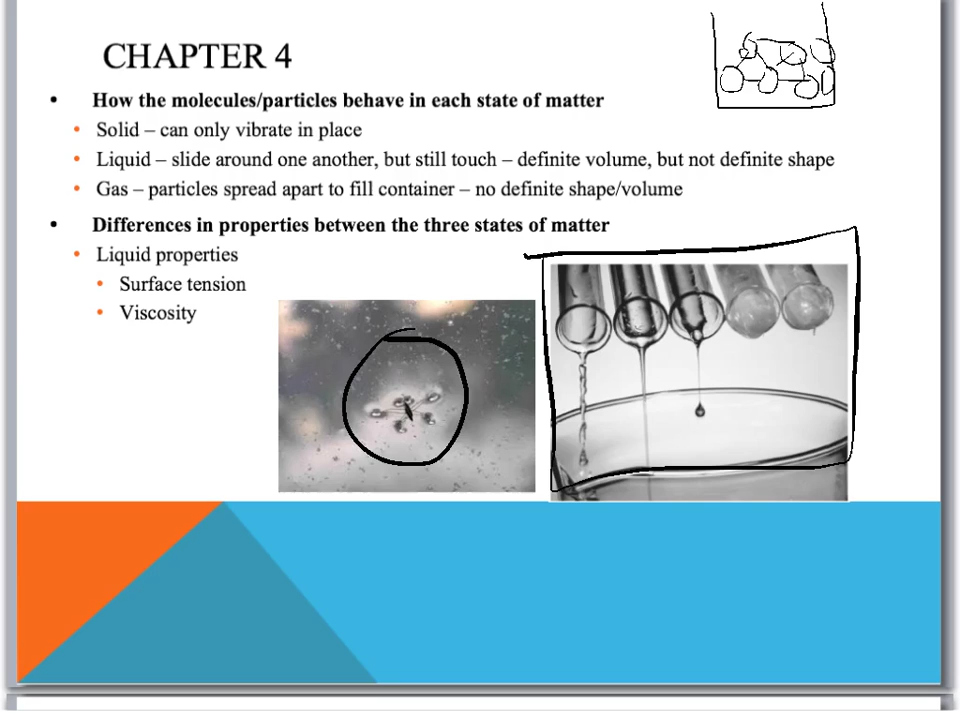 CHAPTER 4
• How the molecules/particles behave in each state of matter
• Solid – can only vibrate in place
• Liquid – slide around one another, but still touch – definite volume, but not definite shape
• Gas – particles spread apart to fill container – no definite shape/volume
• Differences in properties between the three states of matter
• Liquid properties
• Surface tension
• Viscosity